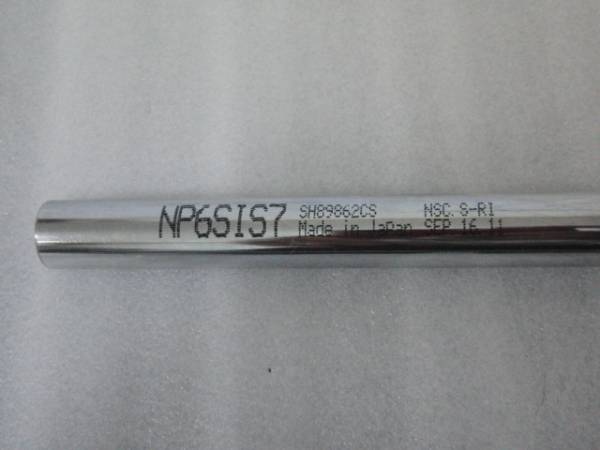 NP6SIS7
SH89862CS NSC. S-RI
Made in JaPan SEP 16 11